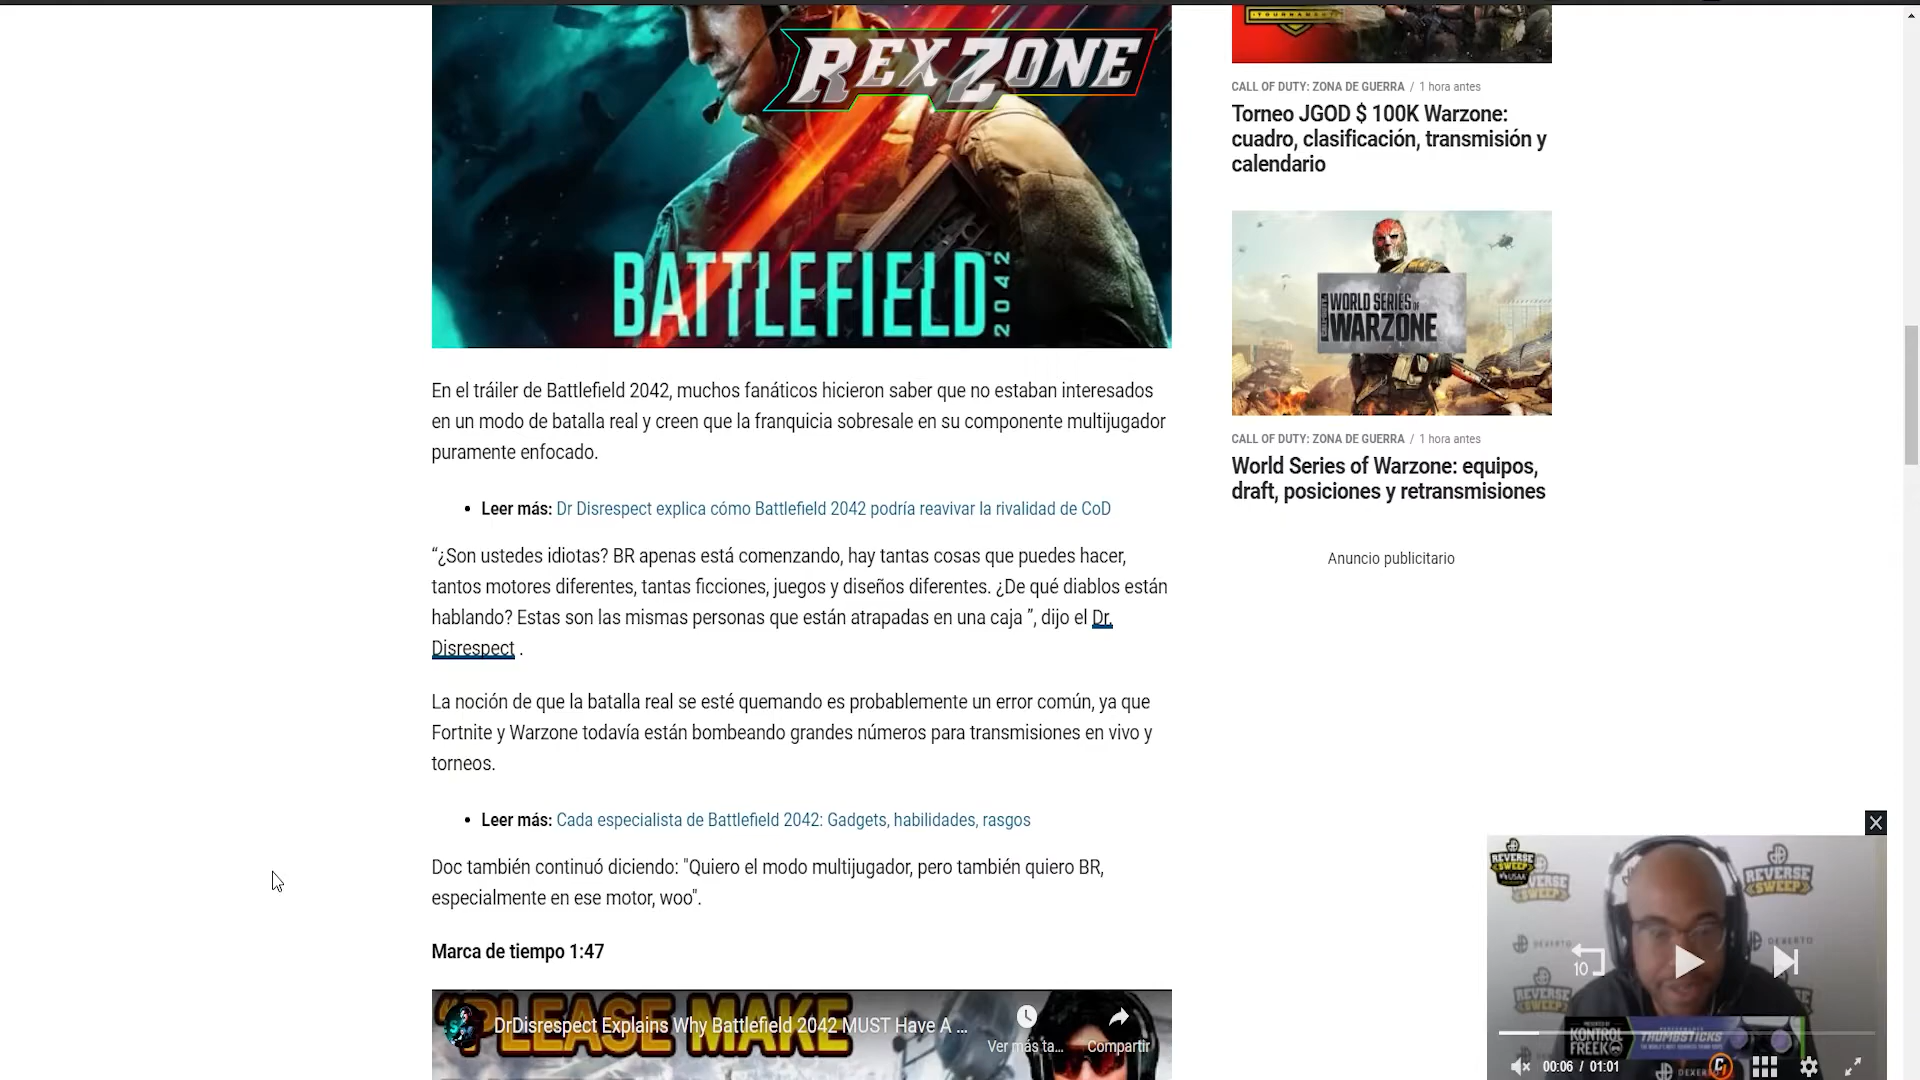 REX ZONE
BATTLEFIELD 2042
En el tráiler de Battlefield 2042, muchos fanáticos hicieron saber que no estaban interesados
en un modo de batalla real y creen que la franquicia sobresale en su componente multijugador
puramente enfocado.
• Leer más: Dr Disrespect explica cómo Battlefield 2042 podría reavivar la rivalidad de CoD
“¿Son ustedes idiotas? BR apenas está comenzando, hay tantas cosas que puedes hacer,
tantos motores diferentes, tantas ficciones, juegos y diseños diferentes. ¿De qué diablos están
hablando? Estas son las mismas personas que están atrapadas en una caja ”, dijo el Dr.
Disrespect .
La noción de que la batalla real se esté quemando es probablemente un error común, ya que
Fortnite y Warzone todavía están bombeando grandes números para transmisiones en vivo y
torneos.
• Leer más: Cada especialista de Battlefield 2042: Gadgets, habilidades, rasgos
Doc también continuó diciendo: "Quiero el modo multijugador, pero también quiero BR,
especialmente en ese motor, woo".
Marca de tiempo 1:47
“PLEASE MAKE
DrDisrespect Explains Why Battlefield 2042 MUST Have A ...
Ver más ta...
Compartir
TOURNAMENT
CALL OF DUTY: ZONA DE GUERRA / 1 hora antes
Torneo JGOD $ 100K Warzone:
cuadro, clasificación, transmisión y
calendario
WORLD SERIES OF
WARZONE
CALL OF DUTY: ZONA DE GUERRA / 1 hora antes
World Series of Warzone: equipos,
draft, posiciones y retransmisiones
Anuncio publicitario
REVERSE
SWEEP
USAA
REVERSE
SWEEP
DEXERTO
10
KONTROL
FREEK
THUMBSTICKS
00:06 / 01:01
DEXER